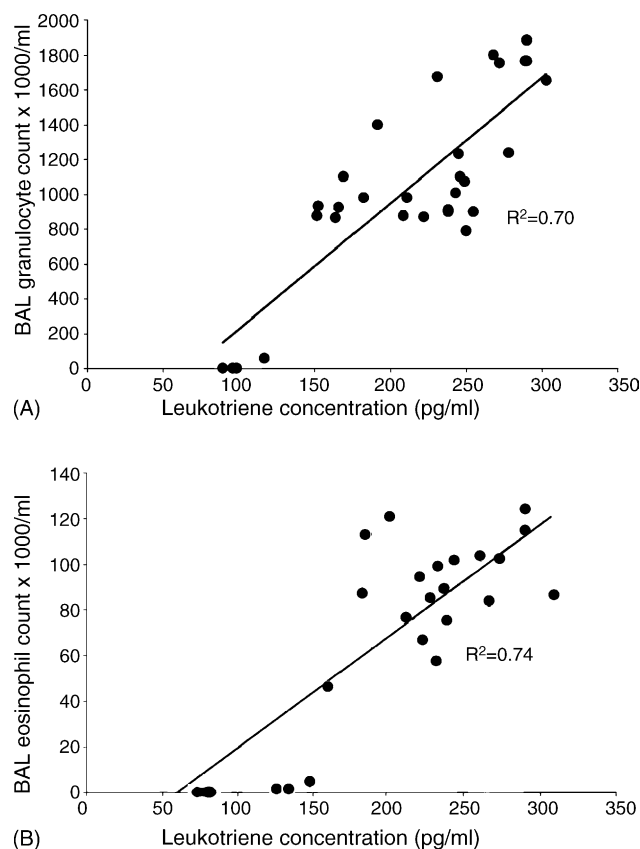 2000
1800
1600
1400
1200
1000
800
600
400
200
0
BAL granulocyte count x 1000/ml
R²=0.70
0 50 100 150 200 250 300 350
(A) Leukotriene concentration (pg/ml)
140
120
100
80
60
40
20
0
BAL eosinophil count x 1000/ml
R²=0.74
0 50 100 150 200 250 300 350
(B) Leukotriene concentration (pg/ml)